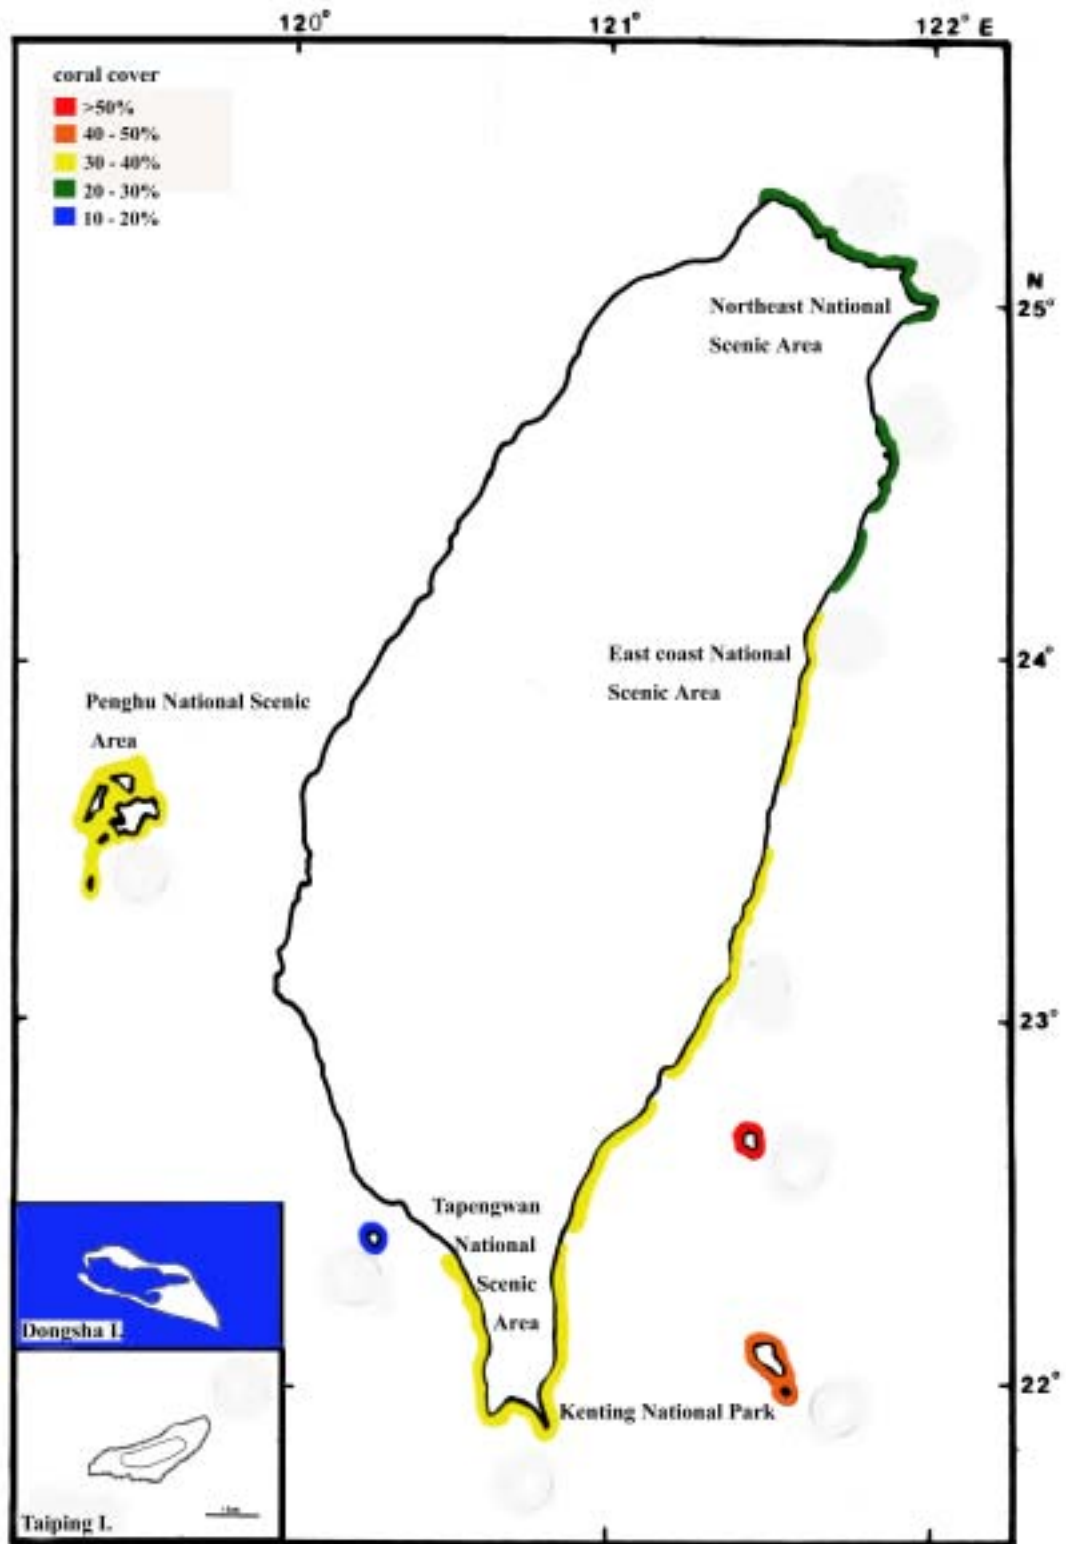 120° 121° 122° E
coral cover
>50%
40 - 50%
30 - 40%
20 - 30%
10 - 20%
N
25°
Northeast National
Scenic Area
24°
East coast National
Scenic Area
Penghu National Scenic
Area
23°
Tapengwan
National
Scenic
Area
22°
Kenting National Park
Dongsha I.
Taiping I.